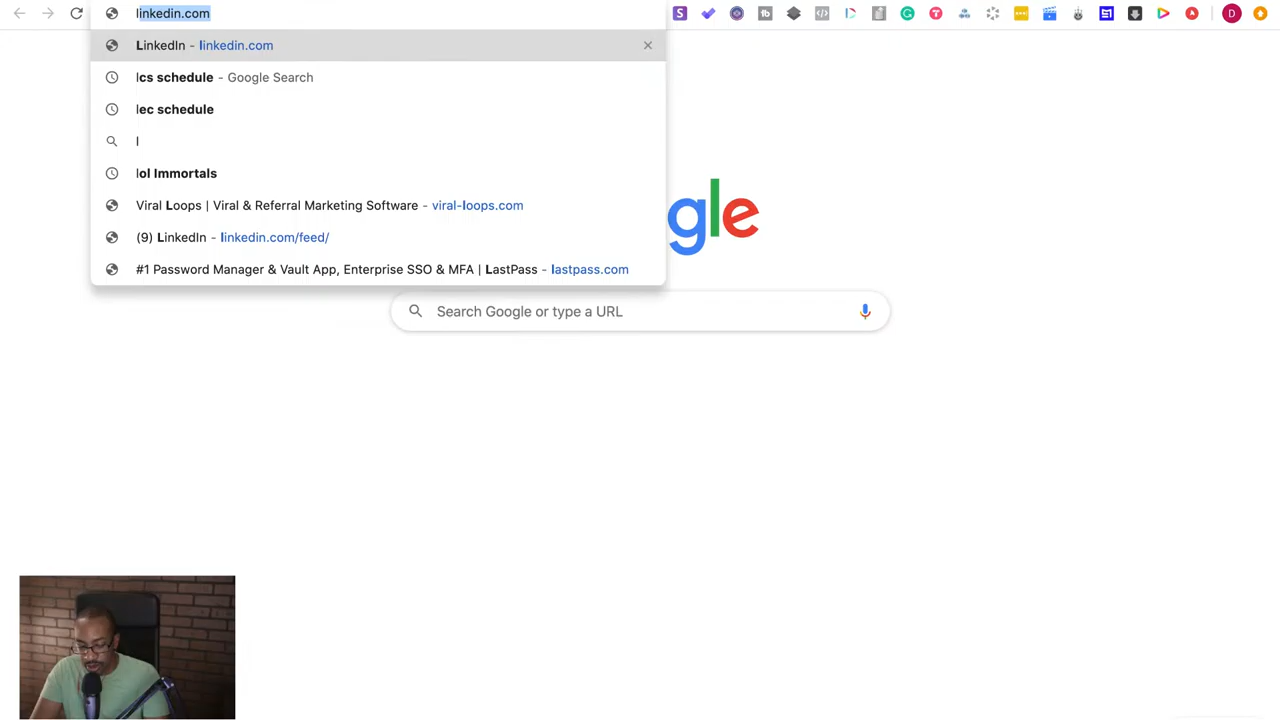 linkedin.com
LinkedIn - linkedin.com
lcs schedule - Google Search
lec schedule
l
lol Immortals
Viral Loops | Viral & Referral Marketing Software - viral-loops.com
(9) LinkedIn - linkedin.com/feed/
#1 Password Manager & Vault App, Enterprise SSO & MFA | LastPass - lastpass.com
gle
Search Google or type a URL
D